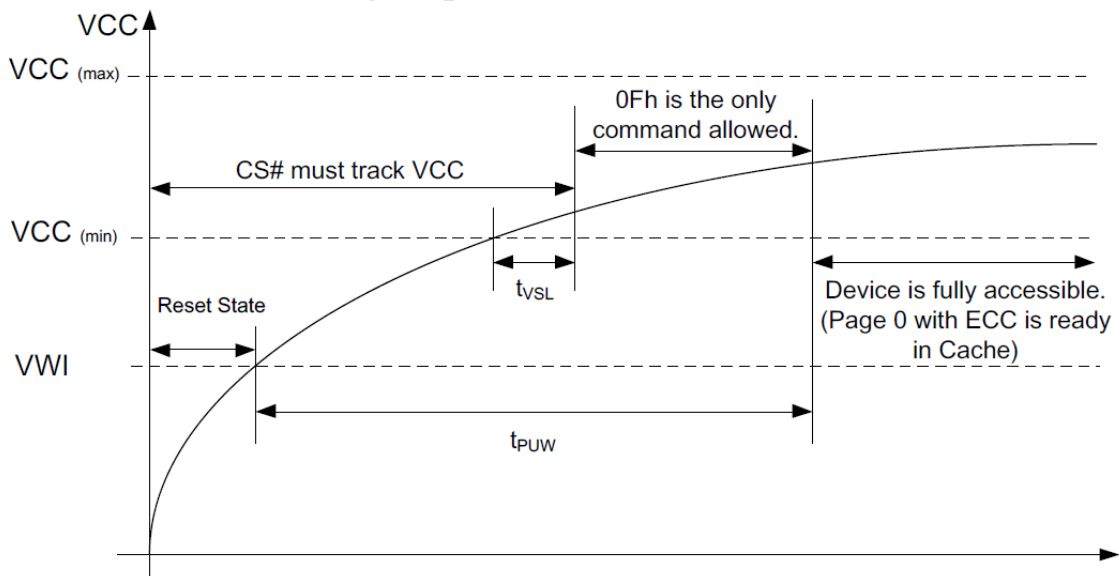 VCC
VCC (max)
0Fh is the only
command allowed.
CS# must track VCC
VCC (min)
tVSL
Reset State
Device is fully accessible.
(Page 0 with ECC is ready
in Cache)
VWI
tPUW